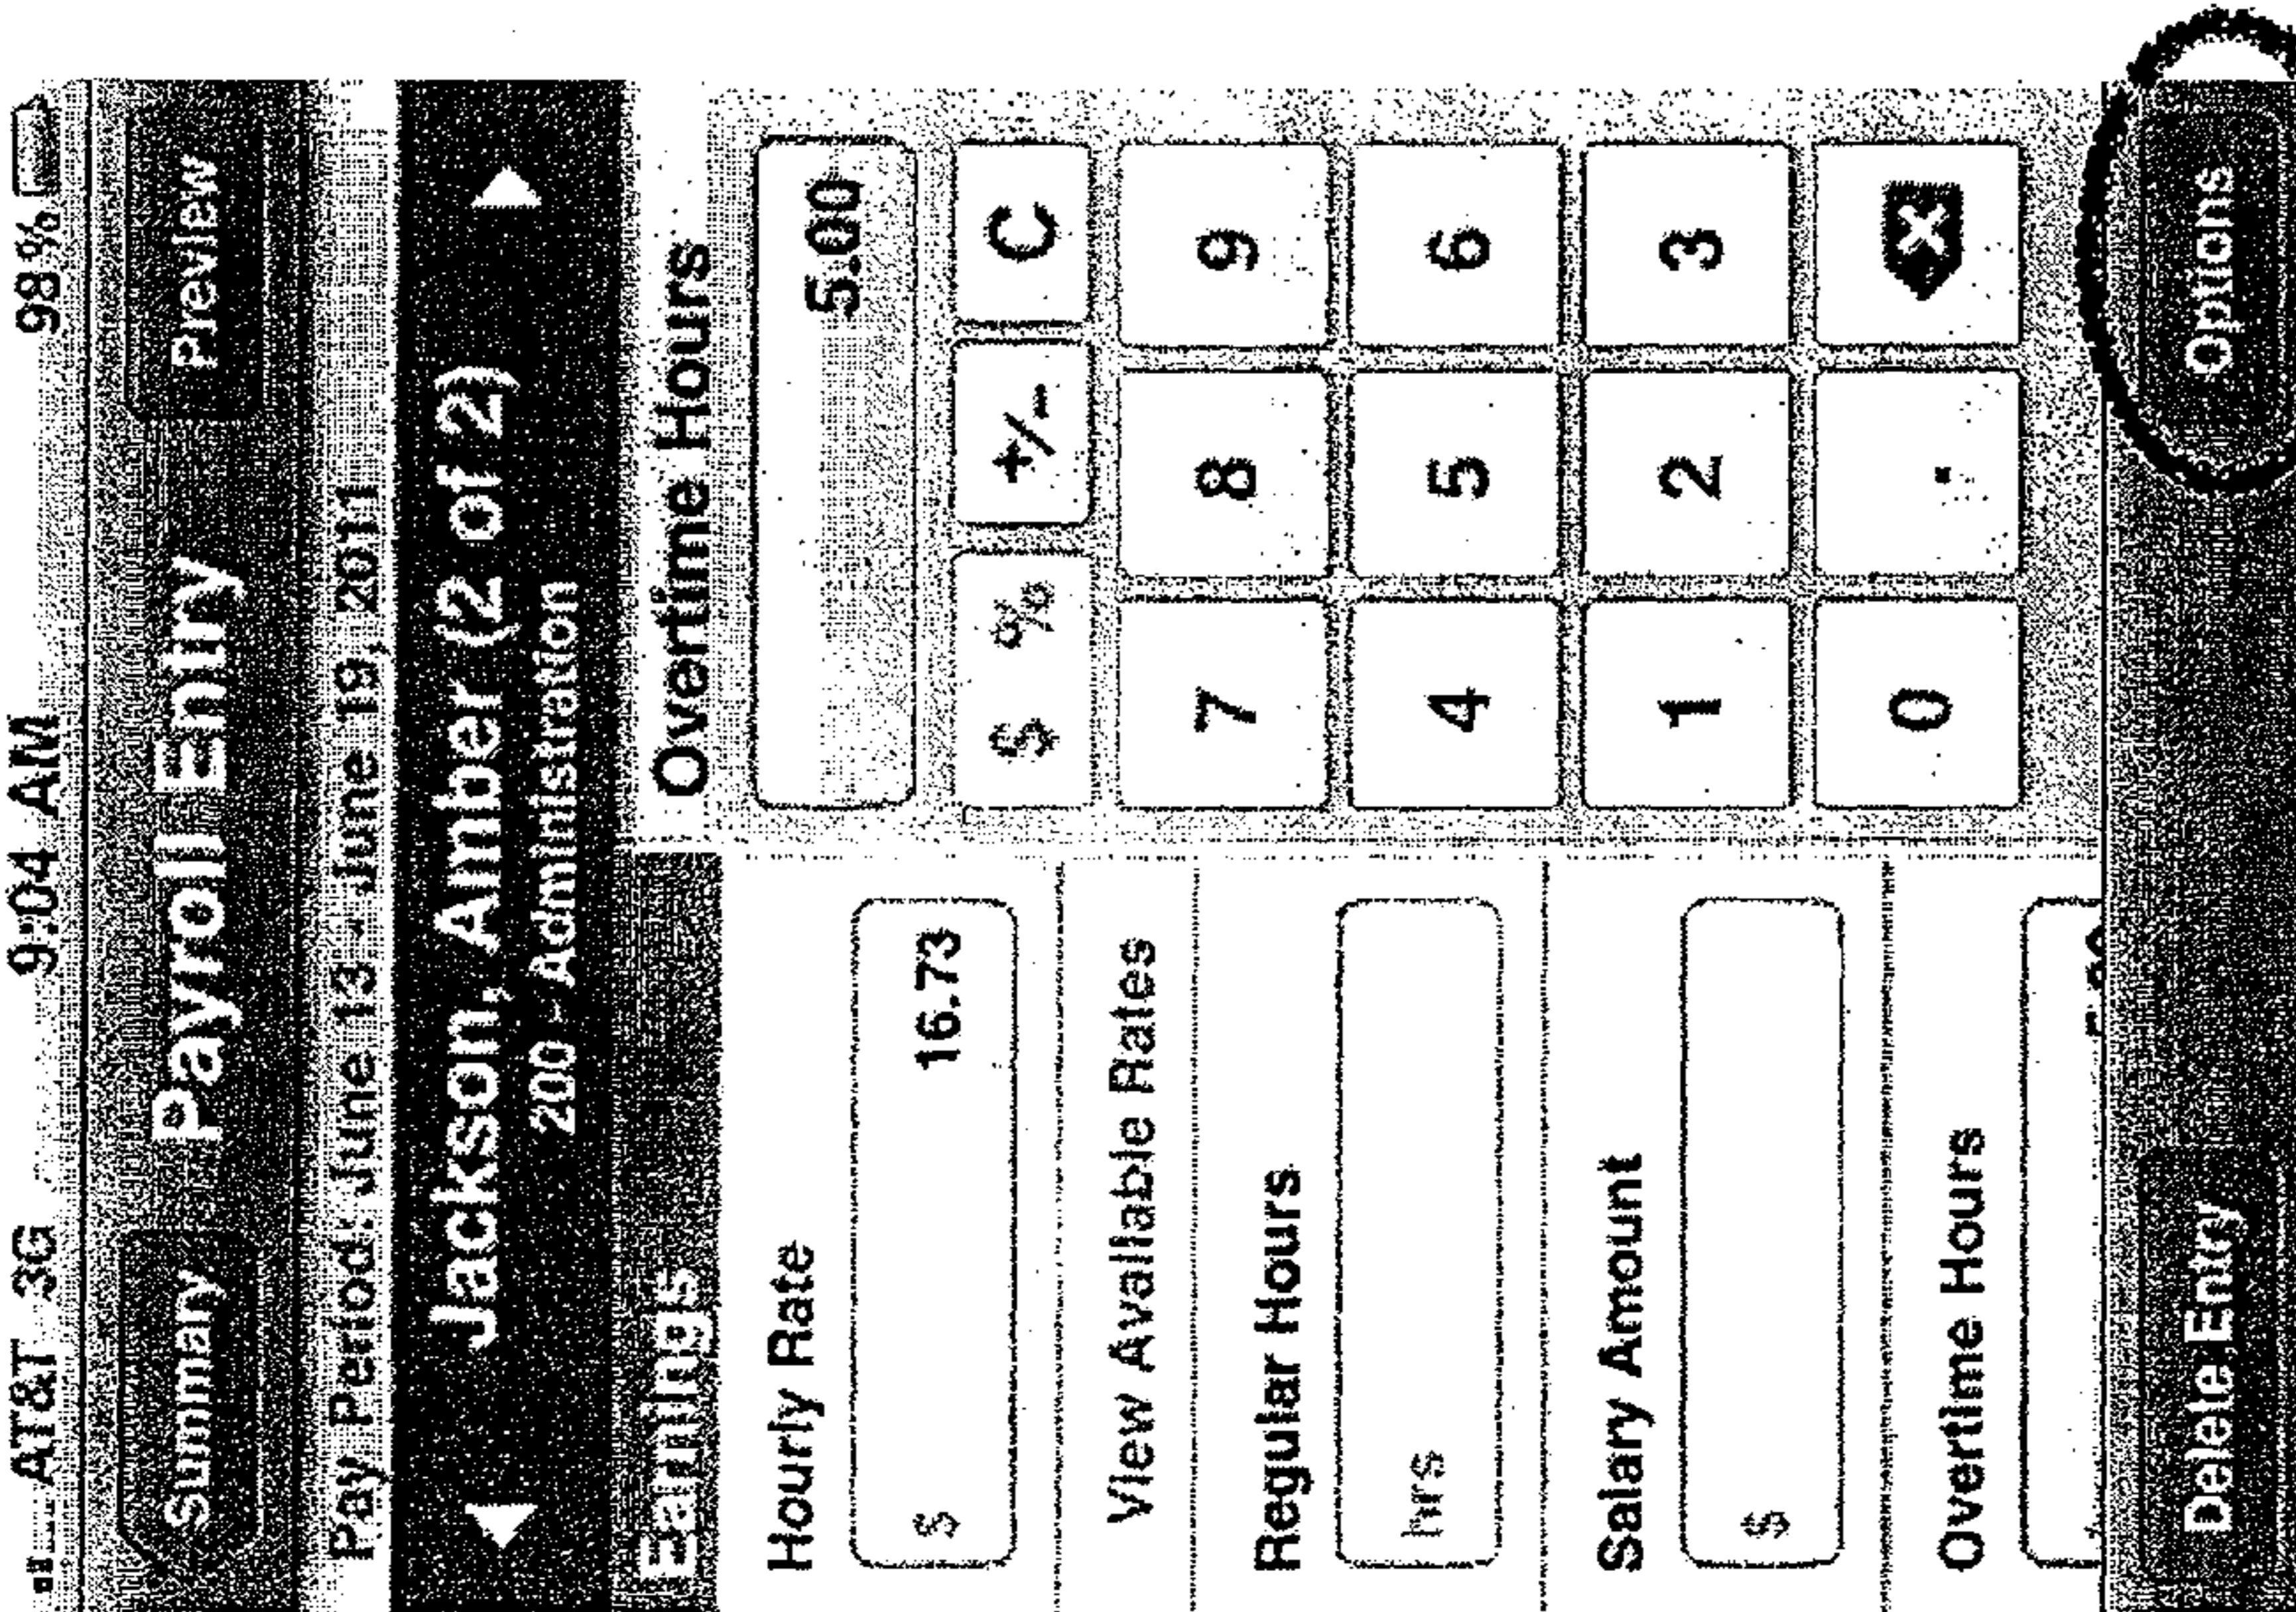 AT&T 3G 9:04 AM 98%
Summary Payroll Entry Preview
Pay Period: June 13 - June 19, 2011
Jackson, Amber (2 of 2)
200 - Administration
Earnings
Hourly Rate
$ 16.73
View Available Rates
Regular Hours
hrs
Salary Amount
$
Overtime Hours
Overtime Hours
5.00
$ % +/- C
7 8 9
4 5 6
1 2 3
0 .
Delete Entry Options